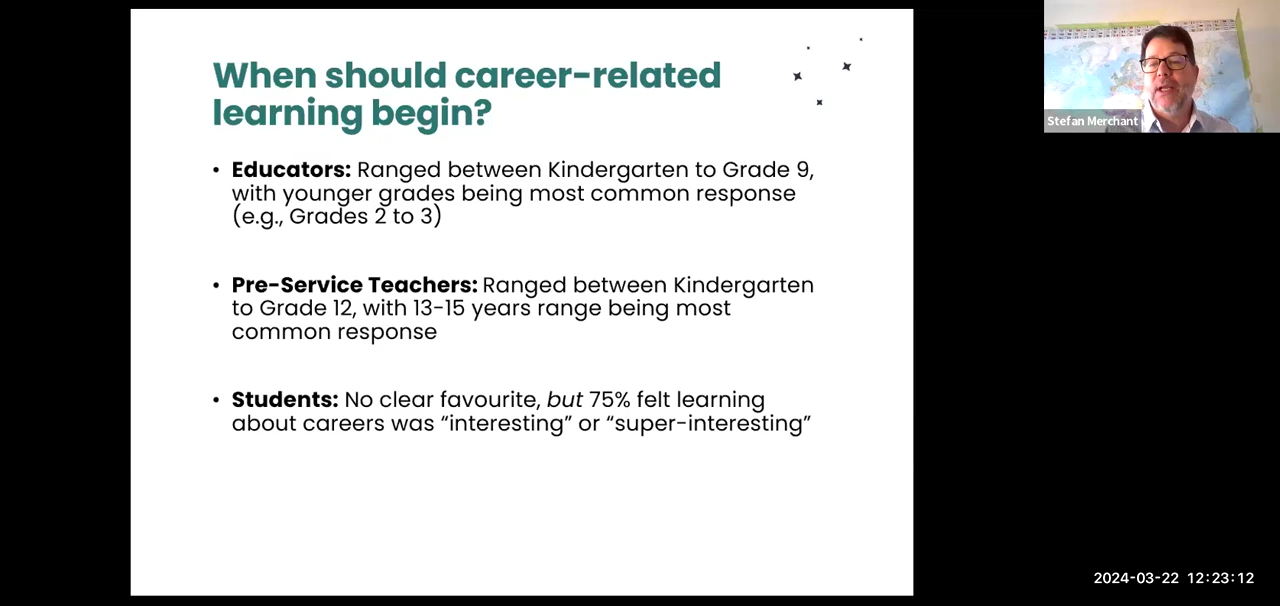 When should career-related
learning begin?
• Educators: Ranged between Kindergarten to Grade 9,
with younger grades being most common response
(e.g., Grades 2 to 3)
• Pre-Service Teachers: Ranged between Kindergarten
to Grade 12, with 13-15 years range being most
common response
• Students: No clear favourite, but 75% felt learning
about careers was “interesting” or “super-interesting”
Stefan Merchant
2024-03-22 12:23:12